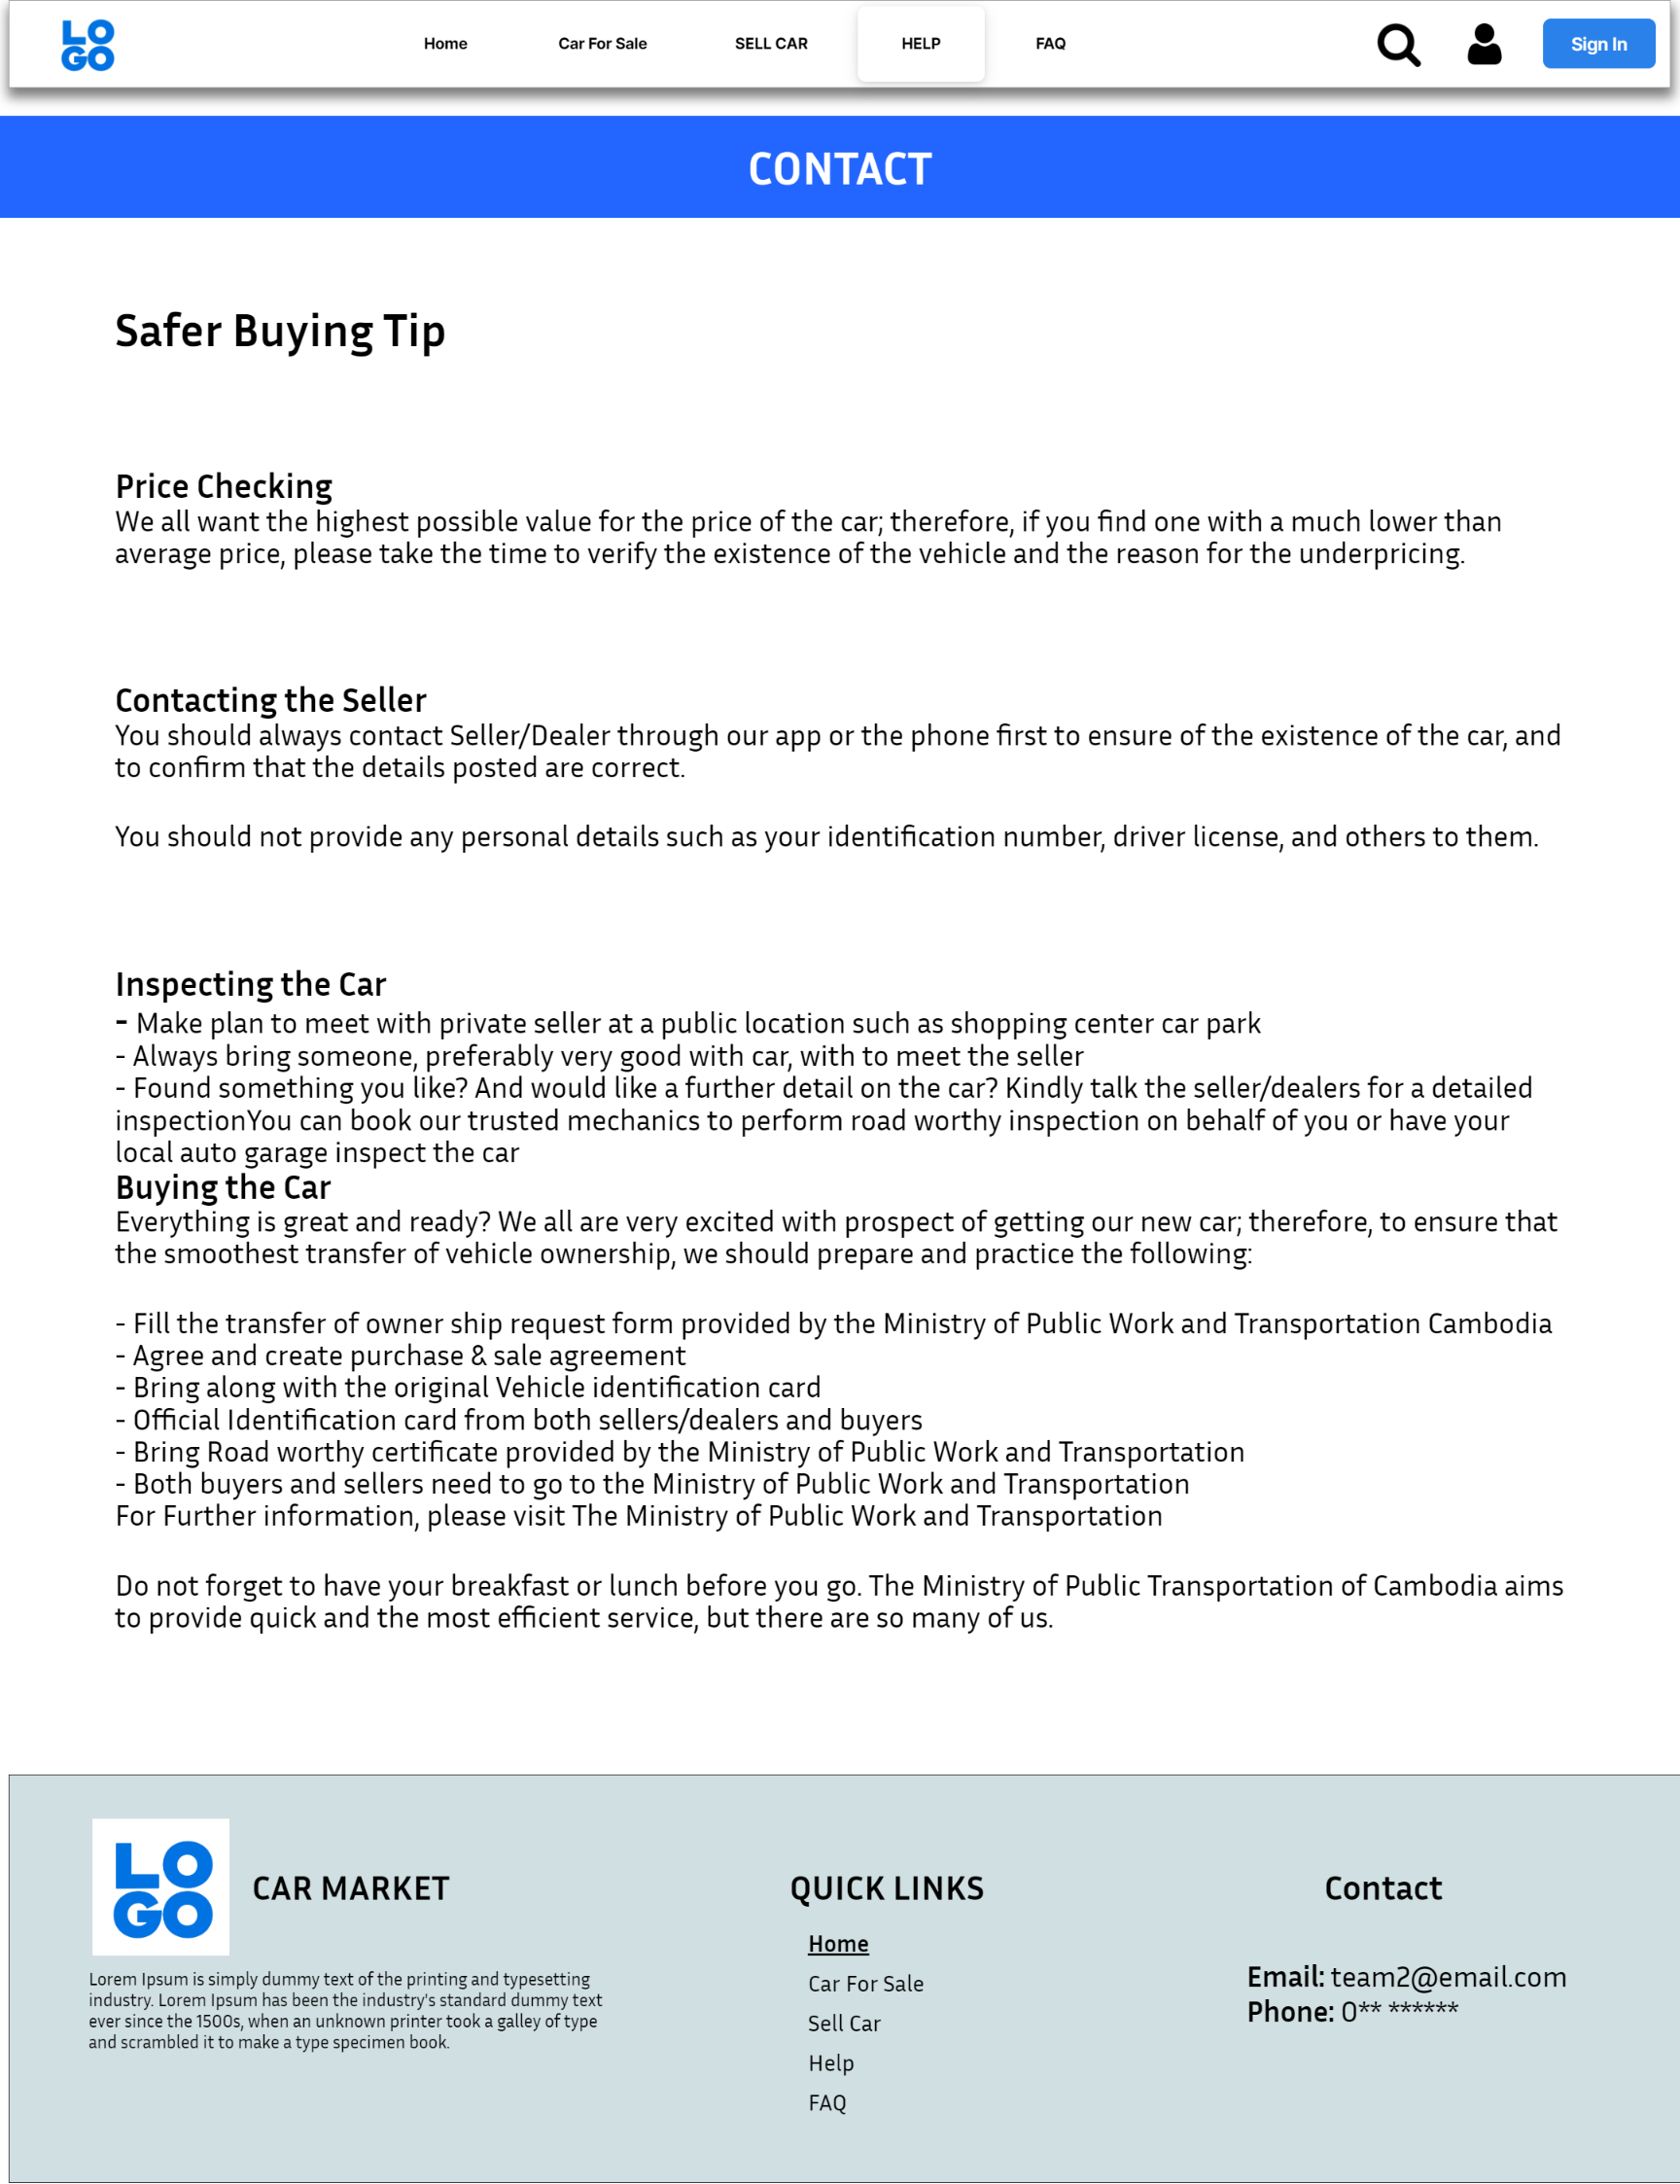 LO
GO
Home
Car For Sale
SELL CAR
HELP
FAQ
Sign In
CONTACT
Safer Buying Tip
Price Checking
We all want the highest possible value for the price of the car; therefore, if you find one with a much lower than
average price, please take the time to verify the existence of the vehicle and the reason for the underpricing.
Contacting the Seller
You should always contact Seller/Dealer through our app or the phone first to ensure of the existence of the car, and
to confirm that the details posted are correct.
You should not provide any personal details such as your identification number, driver license, and others to them.
Inspecting the Car
- Make plan to meet with private seller at a public location such as shopping center car park
- Always bring someone, preferably very good with car, with to meet the seller
- Found something you like? And would like a further detail on the car? Kindly talk the seller/dealers for a detailed
inspectionYou can book our trusted mechanics to perform road worthy inspection on behalf of you or have your
local auto garage inspect the car
Buying the Car
Everything is great and ready? We all are very excited with prospect of getting our new car; therefore, to ensure that
the smoothest transfer of vehicle ownership, we should prepare and practice the following:
- Fill the transfer of owner ship request form provided by the Ministry of Public Work and Transportation Cambodia
- Agree and create purchase & sale agreement
- Bring along with the original Vehicle identification card
- Official Identification card from both sellers/dealers and buyers
- Bring Road worthy certificate provided by the Ministry of Public Work and Transportation
- Both buyers and sellers need to go to the Ministry of Public Work and Transportation
For Further information, please visit The Ministry of Public Work and Transportation
Do not forget to have your breakfast or lunch before you go. The Ministry of Public Transportation of Cambodia aims
to provide quick and the most efficient service, but there are so many of us.
LO
GO
CAR MARKET
Lorem Ipsum is simply dummy text of the printing and typesetting
industry. Lorem Ipsum has been the industry's standard dummy text
ever since the 1500s, when an unknown printer took a galley of type
and scrambled it to make a type specimen book.
QUICK LINKS
Home
Car For Sale
Sell Car
Help
FAQ
Contact
Email: team2@email.com
Phone: 0** ******